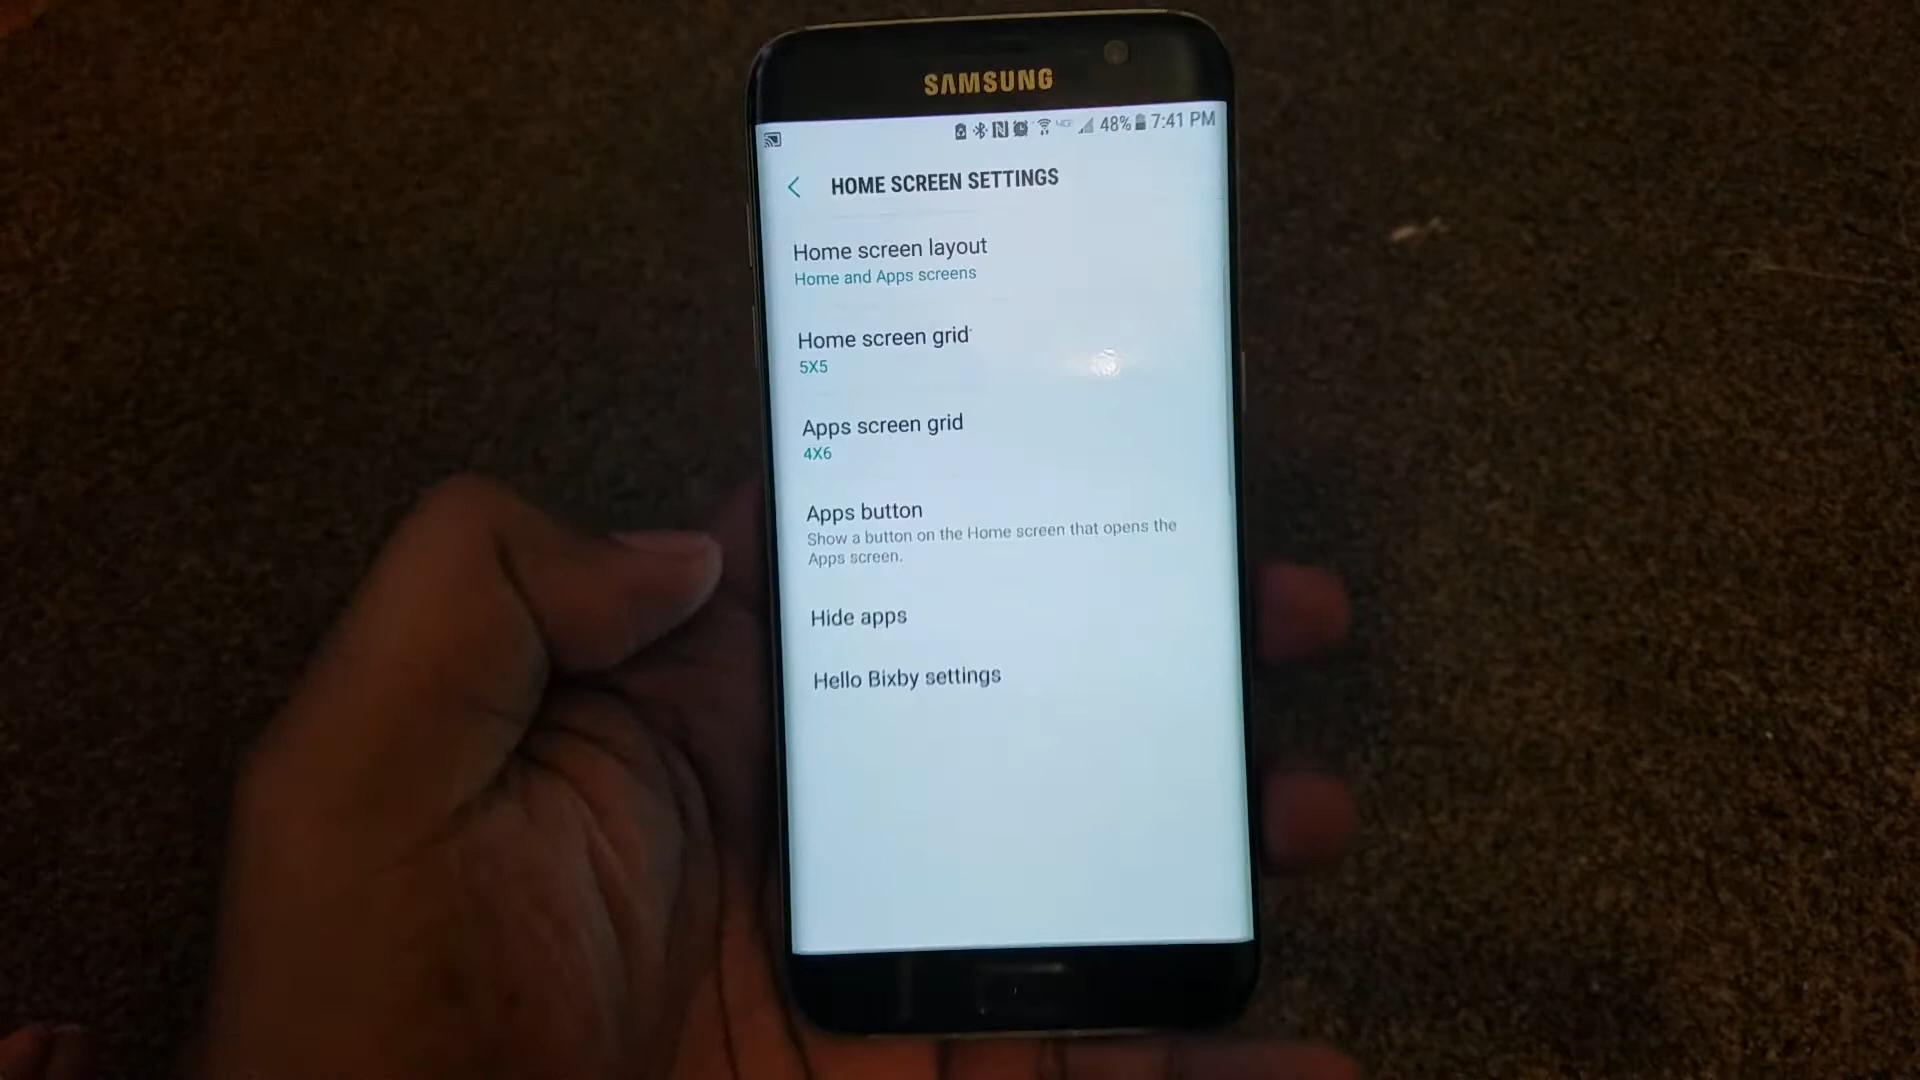 SAMSUNG
48% 7:41 PM
HOME SCREEN SETTINGS
Home screen layout
Home and Apps screens
Home screen grid
5X5
Apps screen grid
4X6
Apps button
Show a button on the Home screen that opens the
Apps screen.
Hide apps
Hello Bixby settings